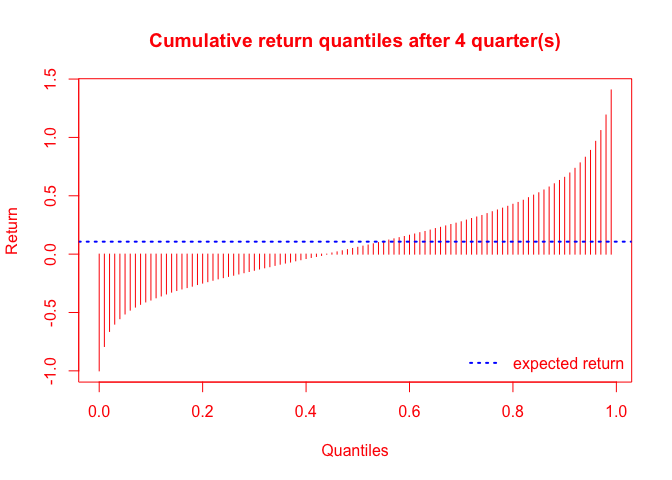 Cumulative return quantiles after 4 quarter(s)
1.5
1.0
0.5
0.0
-0.5
-1.0
Return
expected return
0.0 0.2 0.4 0.6 0.8 1.0
Quantiles